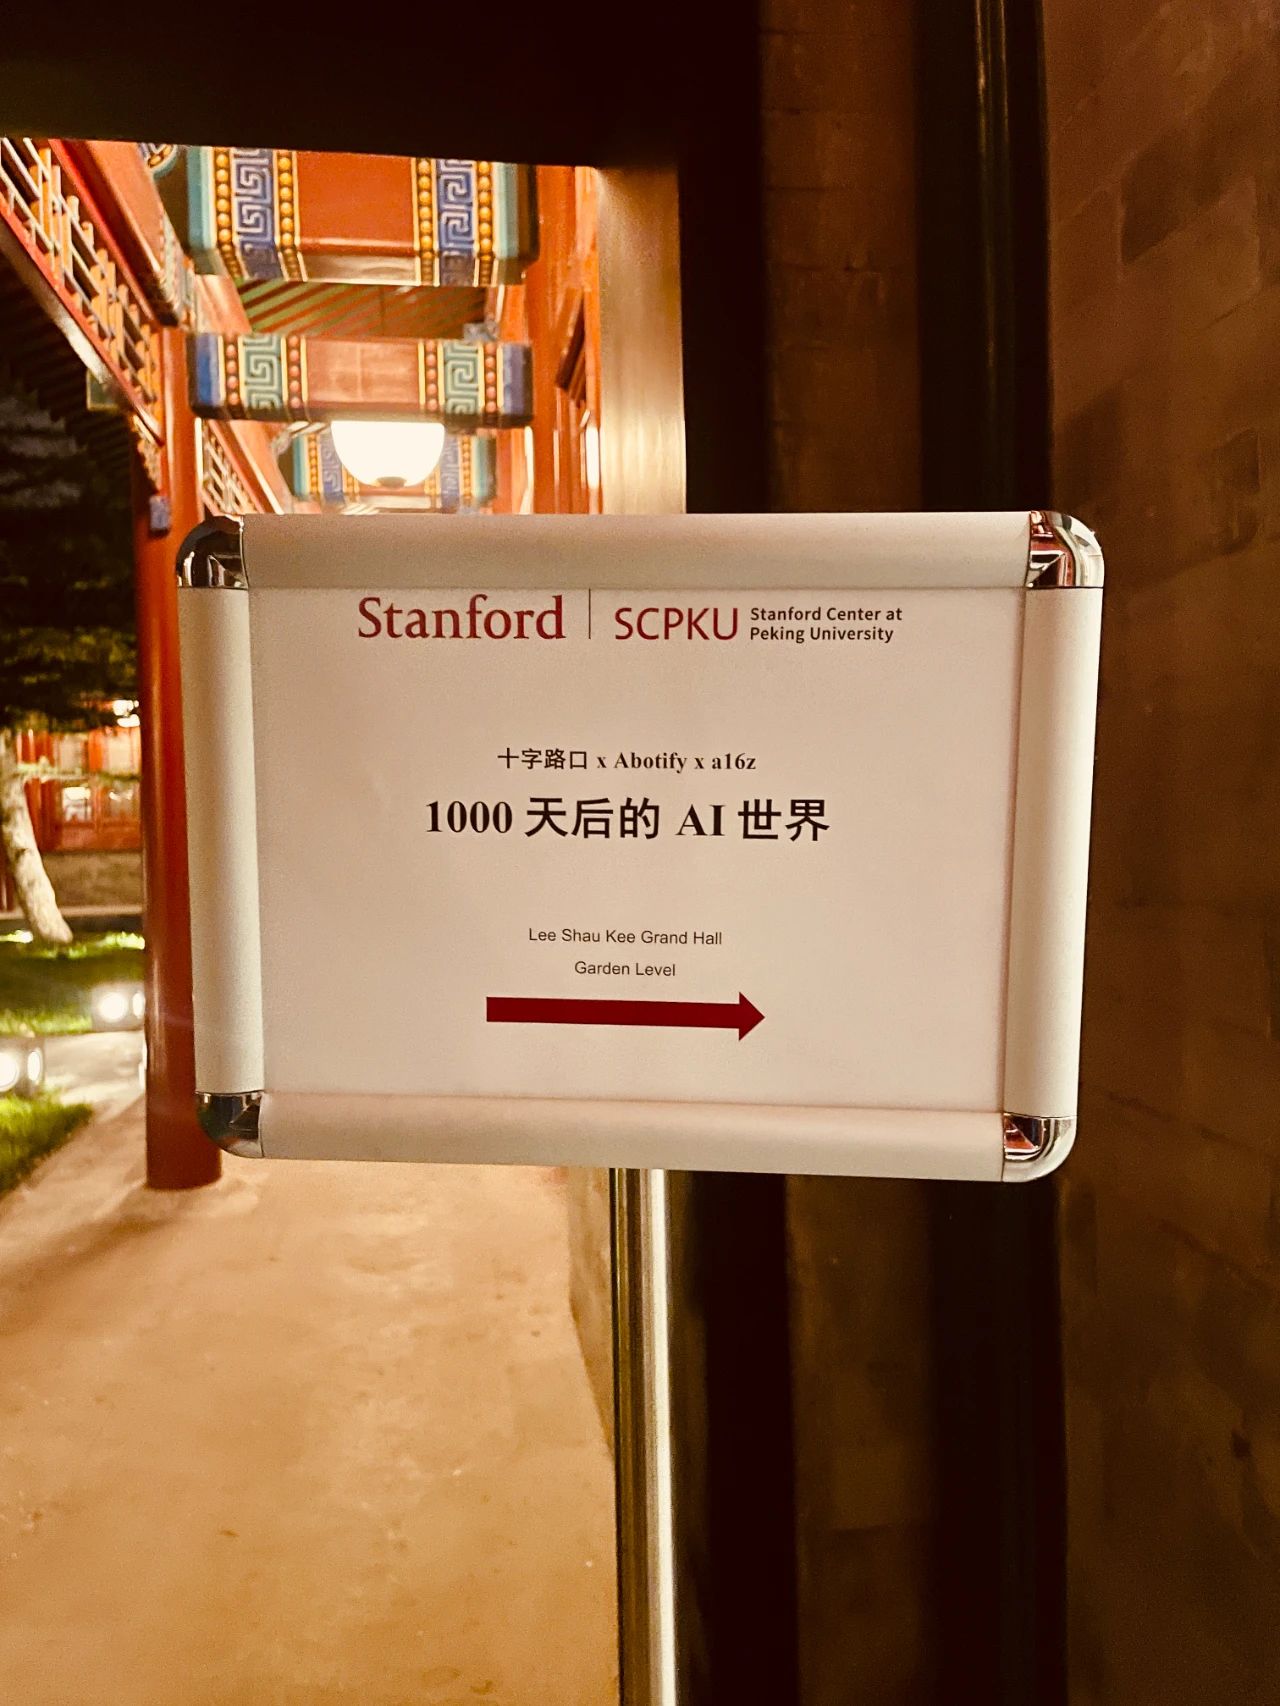 Stanford | SCPKU Stanford Center at
Peking University
十字路口 x Abotify x a16z
1000 天后的 AI 世界
Lee Shau Kee Grand Hall
Garden Level